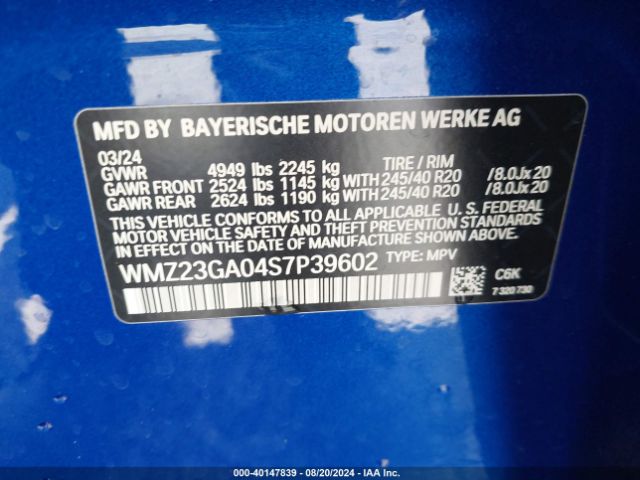 MFD BY BAYERISCHE MOTOREN WERKE AG
03/24 TIRE / RIM
GVWR 4949 lbs 2245 kg
GAWR FRONT 2524 lbs 1145 kg WITH 245/40 R20 /8.0Jx20
GAWR REAR 2624 lbs 1190 kg WITH 245/40 R20 /8.0Jx20
THIS VEHICLE CONFORMS TO ALL APPLICABLE U. S. FEDERAL
MOTOR VEHICLE SAFETY AND THEFT PREVENTION STANDARDS
IN EFFECT ON THE DATE OF MANUFACTURE SHOWN ABOVE.
WMZ23GA04S7P39602 TYPE: MPV
C6K
7 320 730
000-40147839 | 08/20/2024 | IAA Inc.